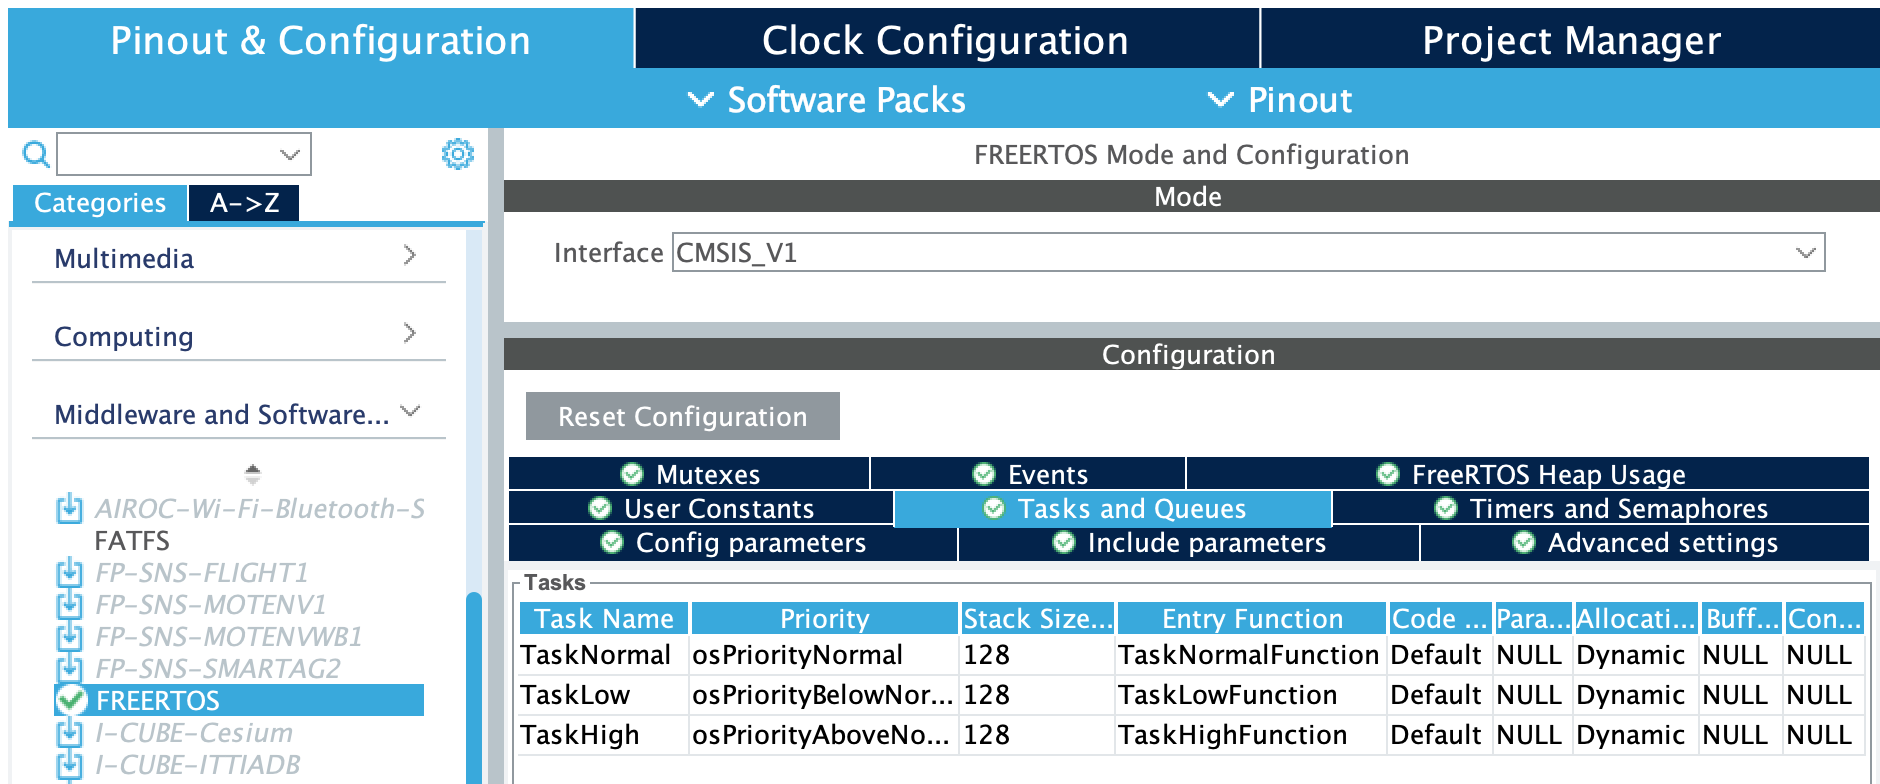 Pinout & Configuration
Clock Configuration
Project Manager
Software Packs
Pinout
Categories
A->Z
Multimedia
Computing
Middleware and Software...
AIROC-Wi-Fi-Bluetooth-S
FATFS
FP-SNS-FLIGHT1
FP-SNS-MOTENV1
FP-SNS-MOTENVWB1
FP-SNS-SMARTAG2
FREERTOS
I-CUBE-Cesium
I-CUBE-ITTIADB
FREERTOS Mode and Configuration
Mode
Interface CMSIS_V1
Configuration
Reset Configuration
Mutexes Events FreeRTOS Heap Usage
User Constants Tasks and Queues Timers and Semaphores
Config parameters Include parameters Advanced settings
Tasks
Task Name Priority Stack Size... Entry Function Code ... Para... Allocati... Buff... Con...
TaskNormal osPriorityNormal 128 TaskNormalFunction Default NULL Dynamic NULL NULL
TaskLow osPriorityBelowNor... 128 TaskLowFunction Default NULL Dynamic NULL NULL
TaskHigh osPriorityAboveNo... 128 TaskHighFunction Default NULL Dynamic NULL NULL